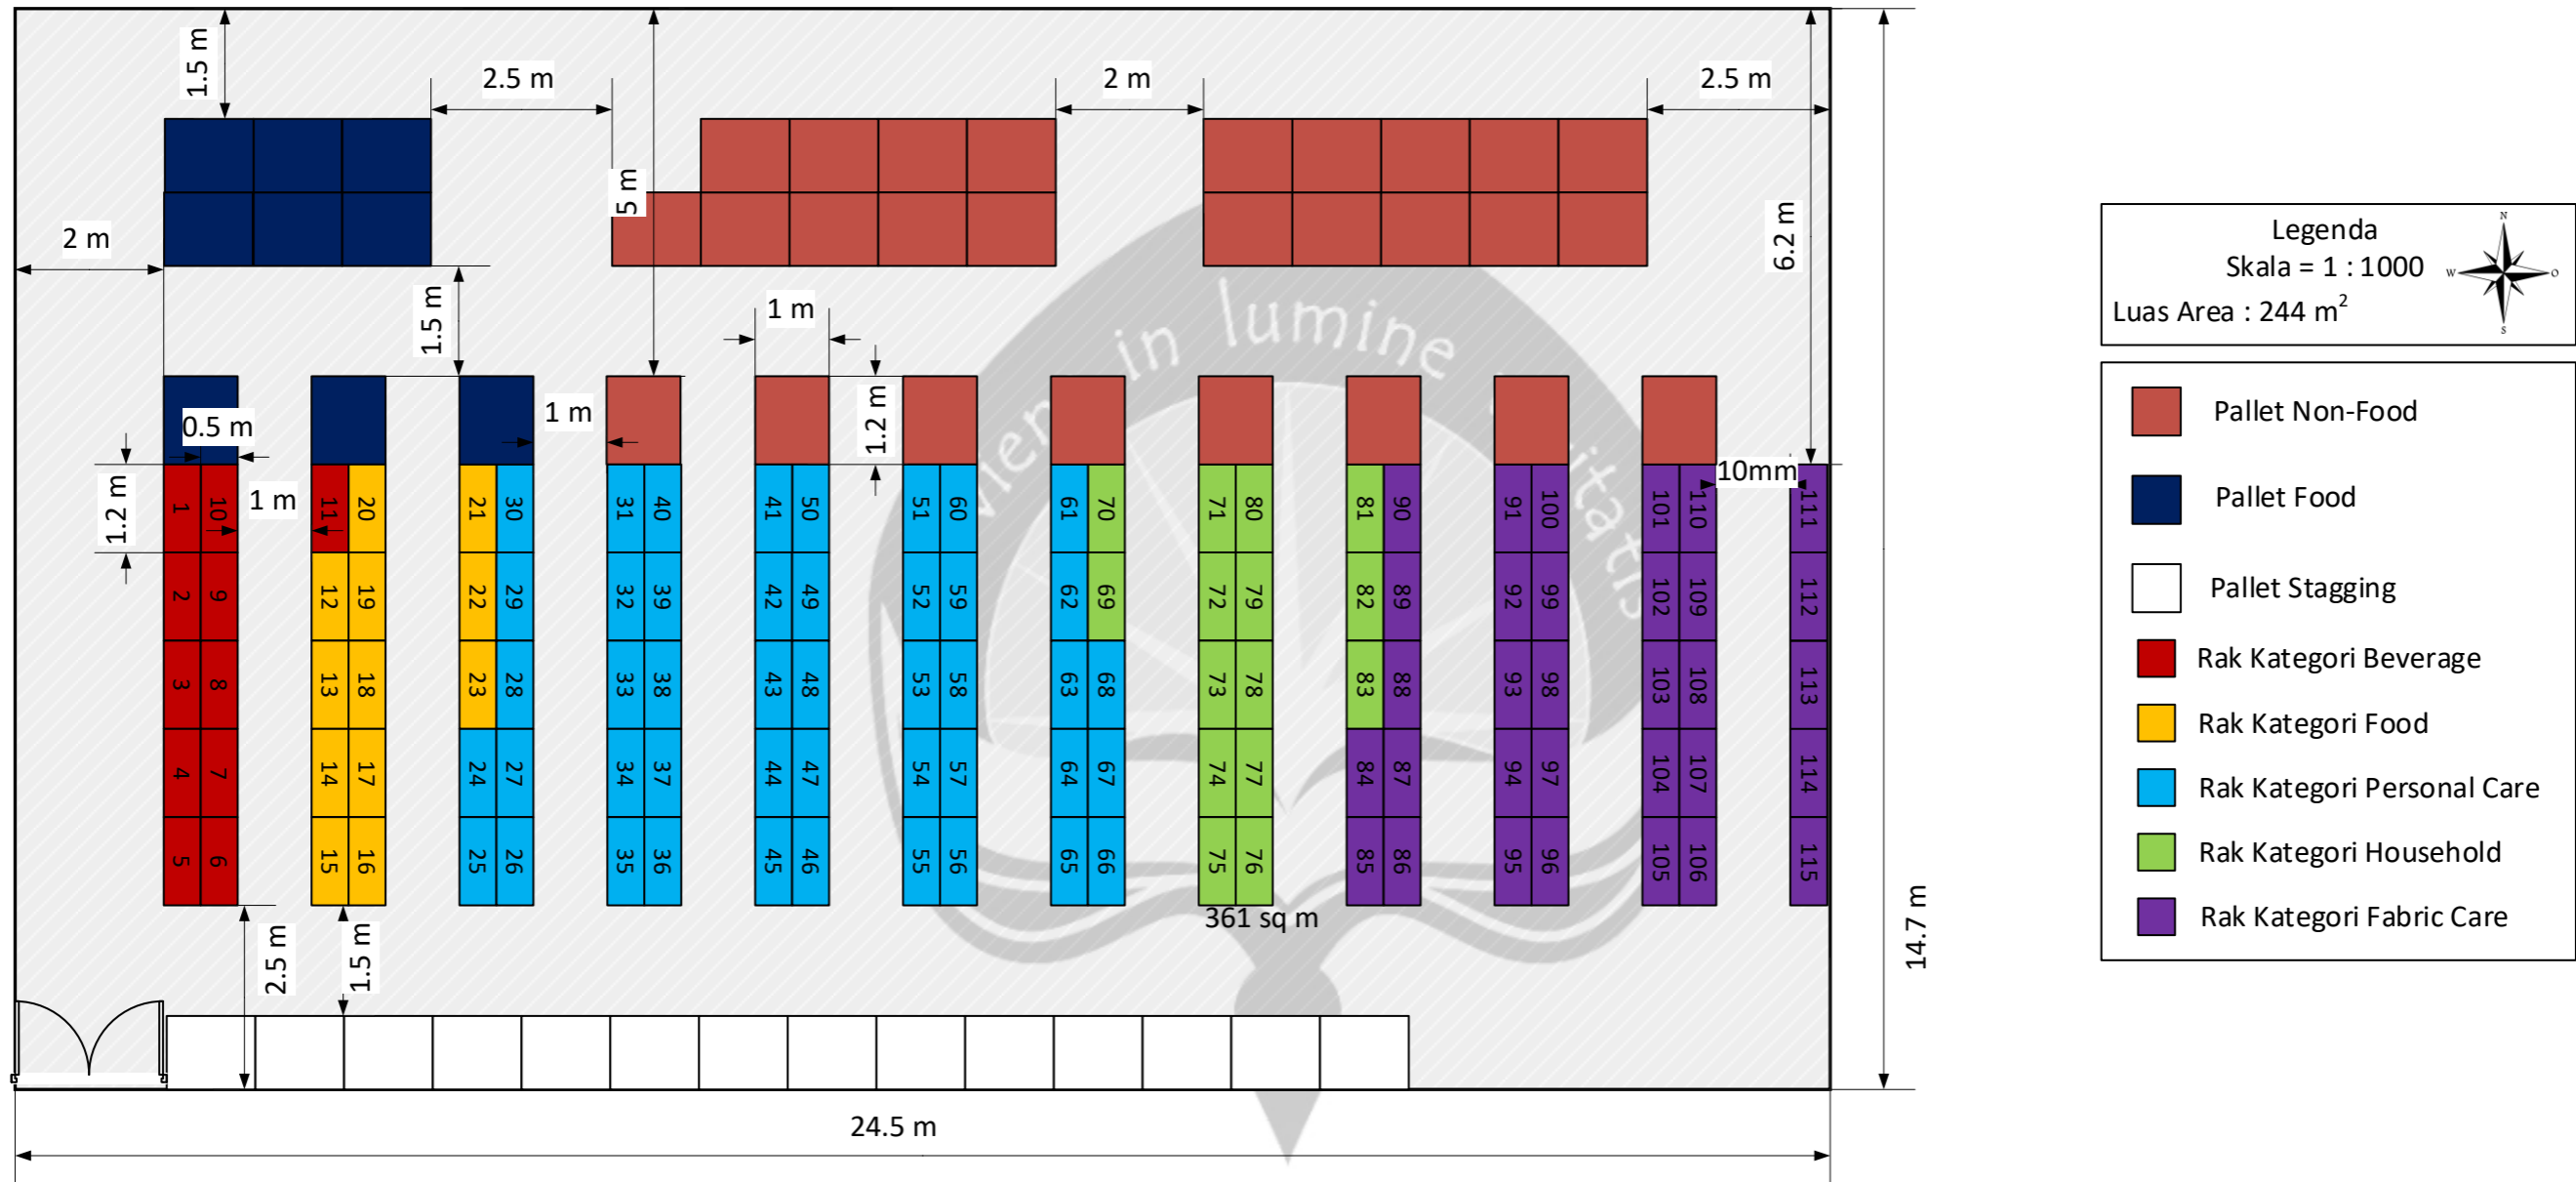 1.5 m
2.5 m
2 m
2.5 m
5 m
6.2 m
2 m
1.5 m
1 m
1 m
1.2 m
0.5 m
1.2 m
1 m
10mm
1 10 11 20 21 30 31 40 41 50 51 60 61 70 71 80 81 90 91 100 101 110 111
2 9 12 19 22 29 32 39 42 49 52 59 62 69 72 79 82 89 92 99 102 109 112
3 8 13 18 23 28 33 38 43 48 53 58 63 68 73 78 83 88 93 98 103 108 113
4 7 14 17 24 27 34 37 44 47 54 57 64 67 74 77 84 87 94 97 104 107 114
5 6 15 16 25 26 35 36 45 46 55 56 65 66 75 76 85 86 95 96 105 106 115
361 sq m
2.5 m
1.5 m
14.7 m
24.5 m
in lumine
Legenda
Skala = 1 : 1000
Luas Area : 244 m²
N
W
O
S
Pallet Non-Food
Pallet Food
Pallet Stagging
Rak Kategori Beverage
Rak Kategori Food
Rak Kategori Personal Care
Rak Kategori Household
Rak Kategori Fabric Care